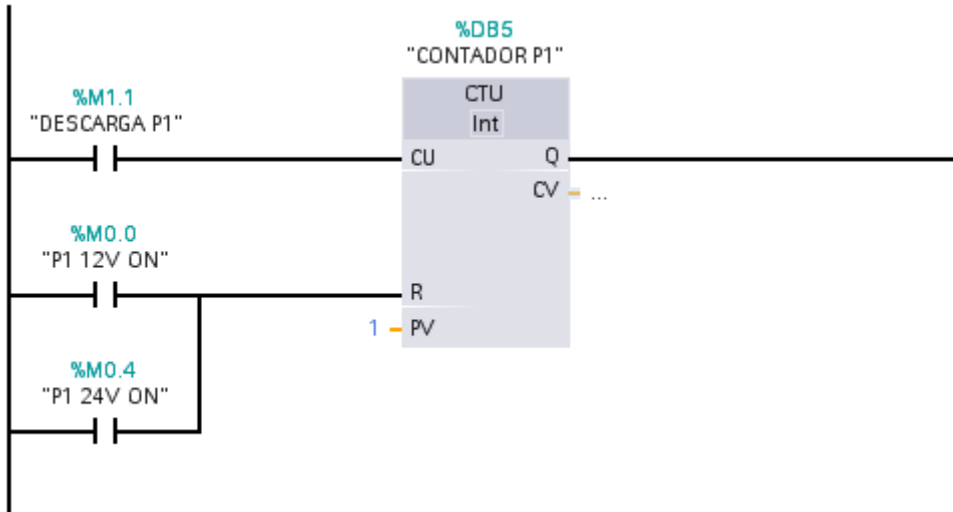 %DB5
"CONTADOR P1"
CTU
Int
%M1.1
"DESCARGA P1"
CU
Q
CV
...
%M0.0
"P1 12V ON"
R
1
PV
%M0.4
"P1 24V ON"